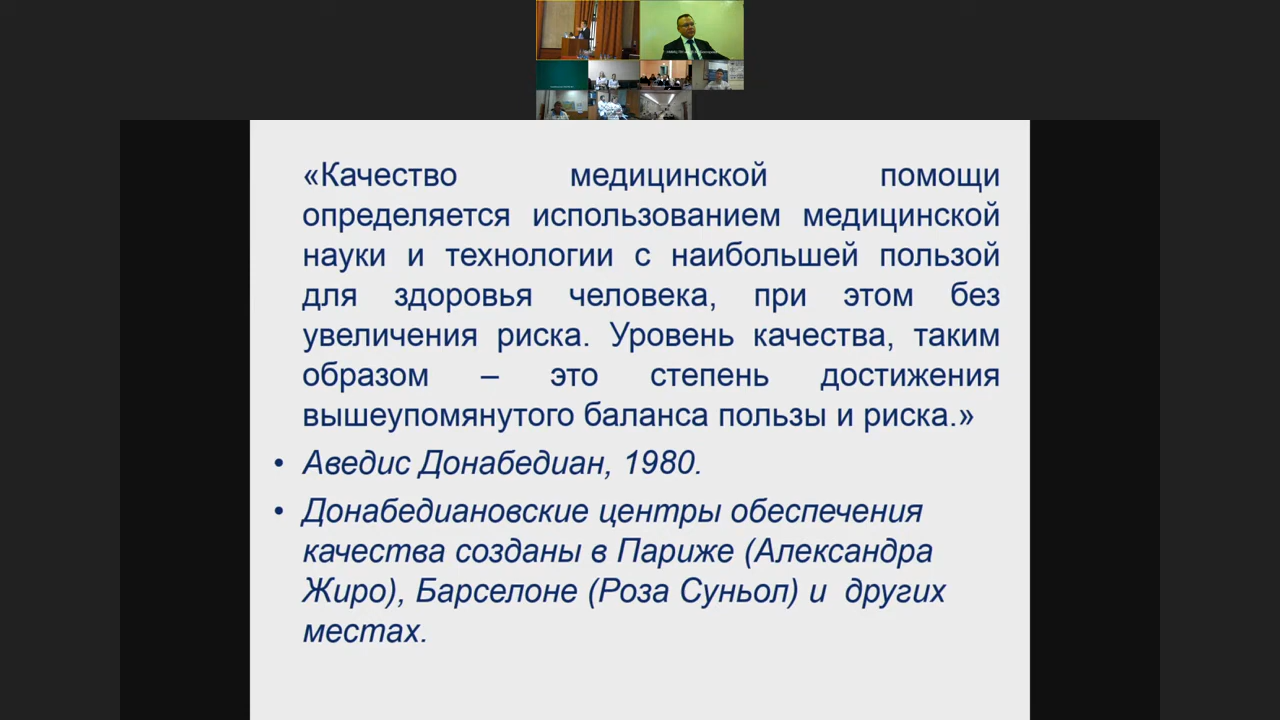 «Качество медицинской помощи
определяется использованием медицинской
науки и технологии с наибольшей пользой
для здоровья человека, при этом без
увеличения риска. Уровень качества, таким
образом – это степень достижения
вышеупомянутого баланса пользы и риска.»
• Аведис Донабедиан, 1980.
• Донабедиановские центры обеспечения
качества созданы в Париже (Александра
Жиро), Барселоне (Роза Суньол) и других
местах.